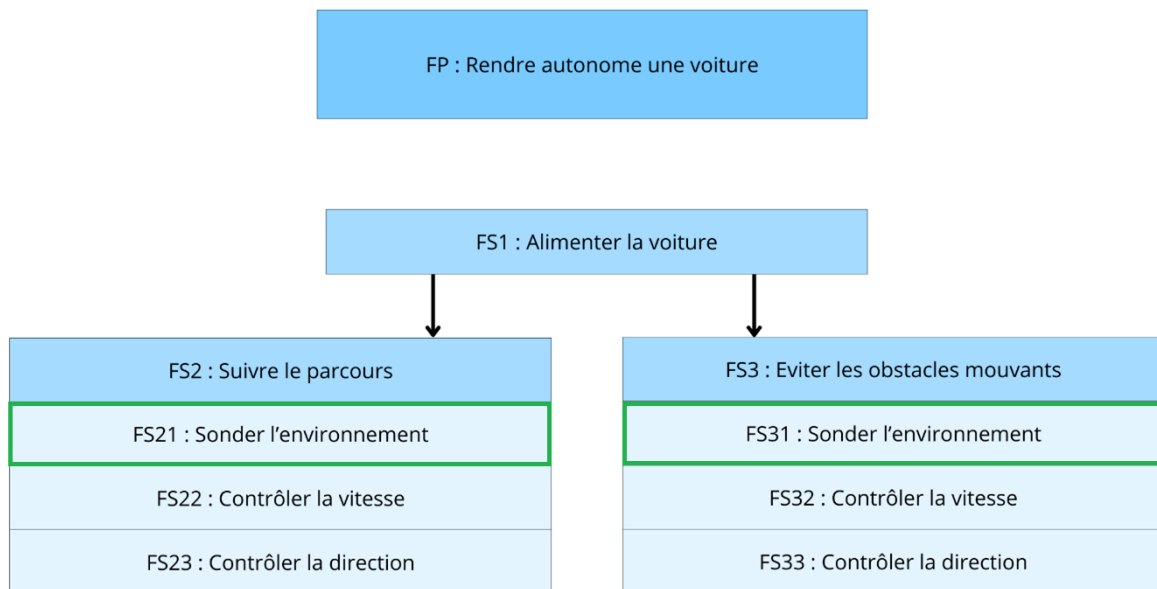 FP : Rendre autonome une voiture
FS1 : Alimenter la voiture
FS2 : Suivre le parcours
FS21 : Sonder l’environnement
FS22 : Contrôler la vitesse
FS23 : Contrôler la direction
FS3 : Eviter les obstacles mouvants
FS31 : Sonder l’environnement
FS32 : Contrôler la vitesse
FS33 : Contrôler la direction